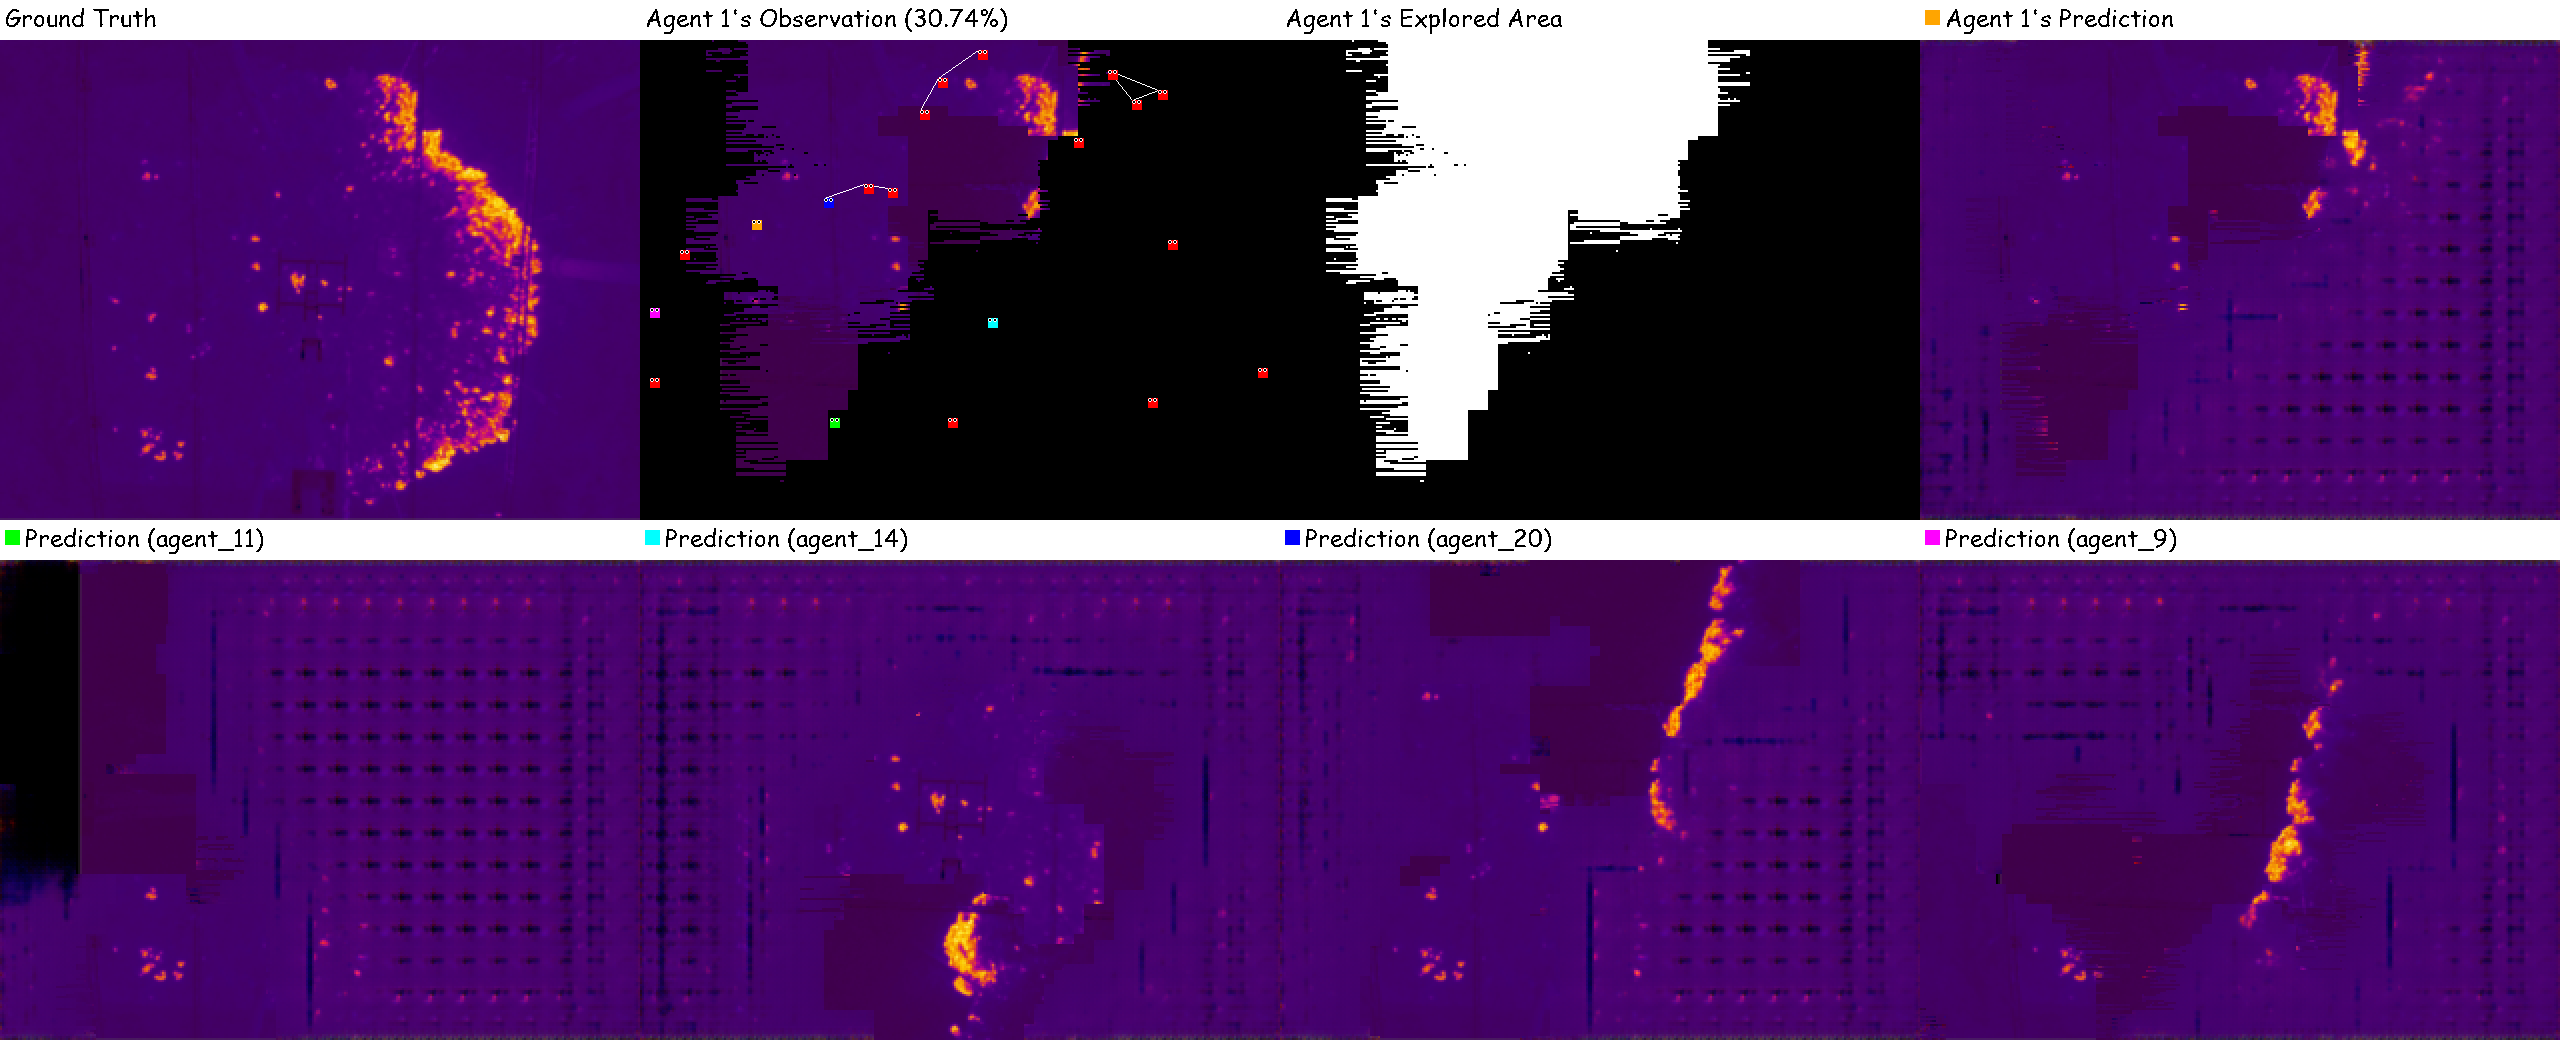 Ground Truth
Agent 1's Observation (30.74%)
Agent 1's Explored Area
Agent 1's Prediction
Prediction (agent_11)
Prediction (agent_14)
Prediction (agent_20)
Prediction (agent_9)